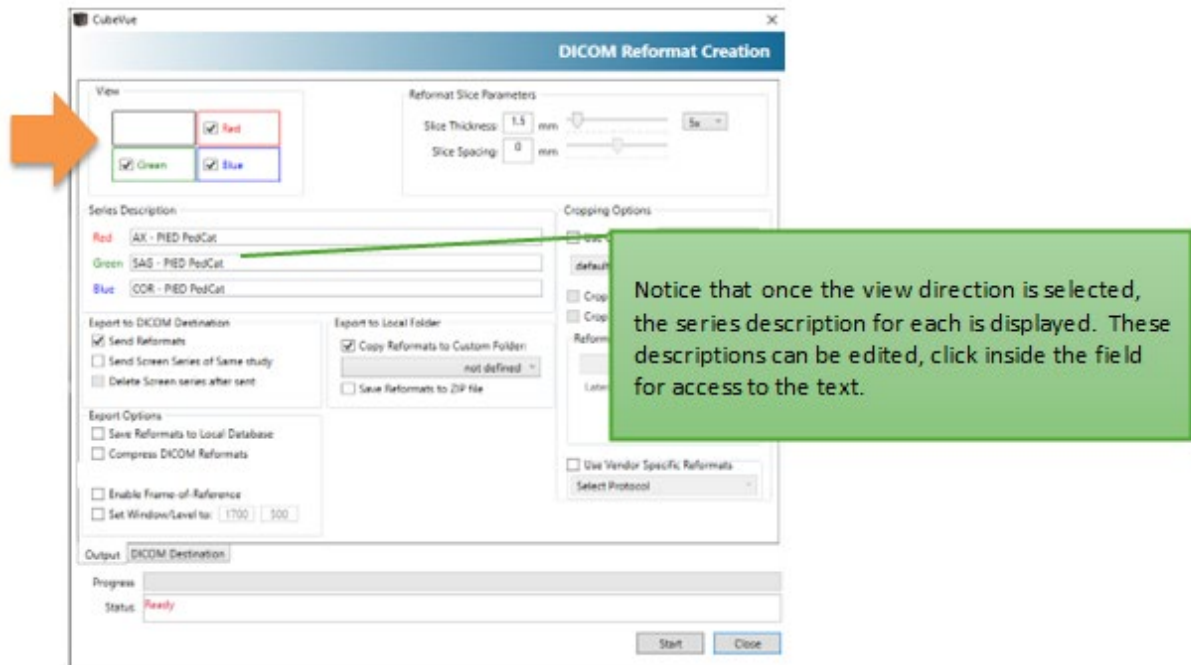 CubeVue
DICOM Reformat Creation
View
Red
Green
Blue
Reformat Slice Parameters
Slice Thickness: 1.5 mm
5x
Slice Spacing: 0 mm
Series Description
Red AX - PIED PedCat
Green SAG - PIED PedCat
Blue COR - PIED PedCat
Cropping Options
Use
default
Crop
Crop
Reform
Late
Notice that once the view direction is selected,
the series description for each is displayed. These
descriptions can be edited, click inside the field
for access to the text.
Export to DICOM Destination
Send Reformats
Send Screen Series of Same study
Delete Screen series after sent
Export to Local Folder
Copy Reformats to Custom Folder:
not defined
Save Reformats to ZIP file
Export Options
Save Reformats to Local Database
Compress DICOM Reformats
Enable Frame-of-Reference
Set Window/Level to: 1700 500
Use Vendor Specific Reformats
Select Protocol
Output DICOM Destination
Progress
Status: Ready
Start Close